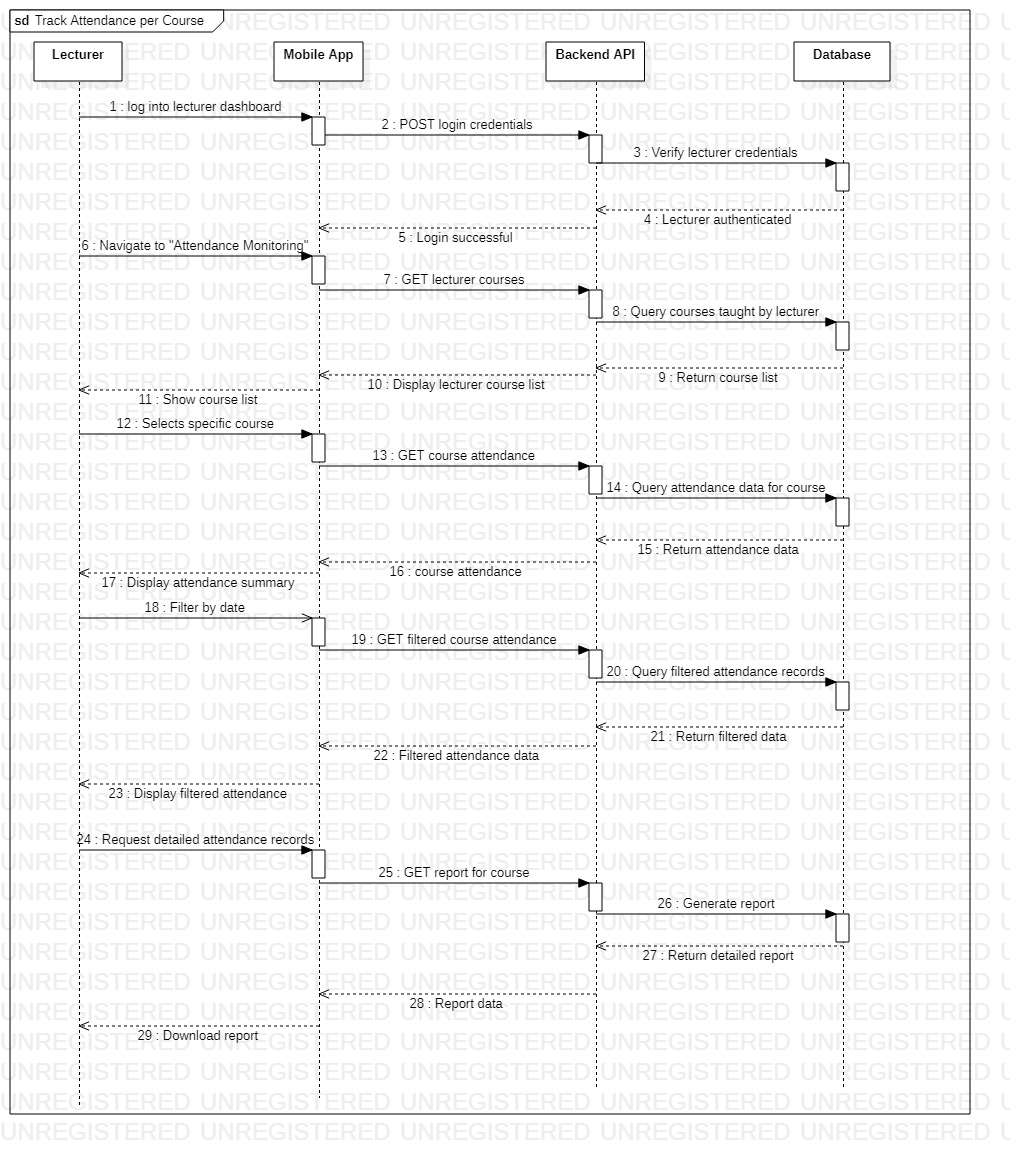 sd Track Attendance per Course
Lecturer
Mobile App
Backend API
Database
1 : log into lecturer dashboard
2 : POST login credentials
3 : Verify lecturer credentials
4 : Lecturer authenticated
5 : Login successful
6 : Navigate to "Attendance Monitoring"
7 : GET lecturer courses
8 : Query courses taught by lecturer
9 : Return course list
10 : Display lecturer course list
11 : Show course list
12 : Selects specific course
13 : GET course attendance
14 : Query attendance data for course
15 : Return attendance data
16 : course attendance
17 : Display attendance summary
18 : Filter by date
19 : GET filtered course attendance
20 : Query filtered attendance records
21 : Return filtered data
22 : Filtered attendance data
23 : Display filtered attendance
24 : Request detailed attendance records
25 : GET report for course
26 : Generate report
27 : Return detailed report
28 : Report data
29 : Download report
UNREGISTERED UNREGISTERED UNREGISTERED UNREGISTERED UNREGISTERED